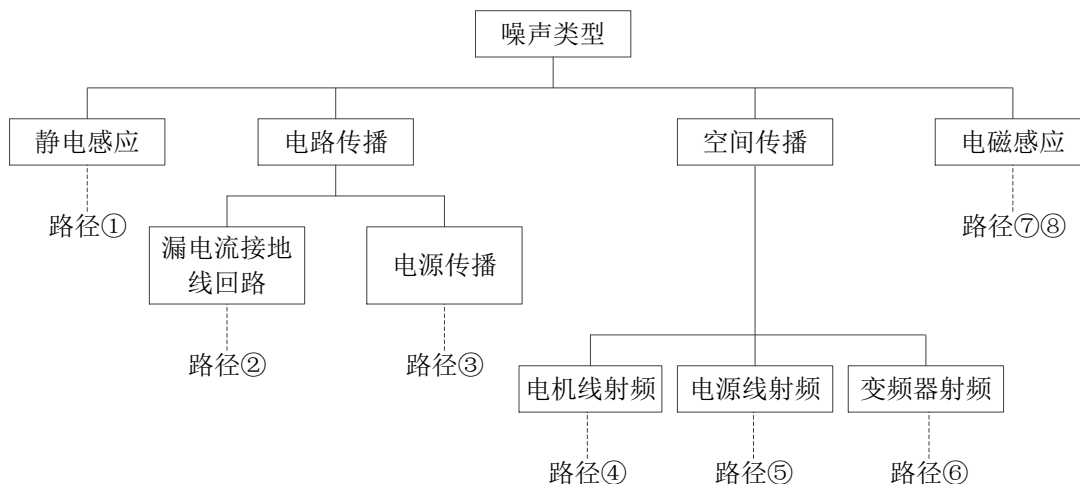 噪声类型
静电感应
电路传播
空间传播
电磁感应
路径①
路径⑦⑧
漏电流接地
线回路
电源传播
路径②
路径③
电机线射频
电源线射频
变频器射频
路径④
路径⑤
路径⑥